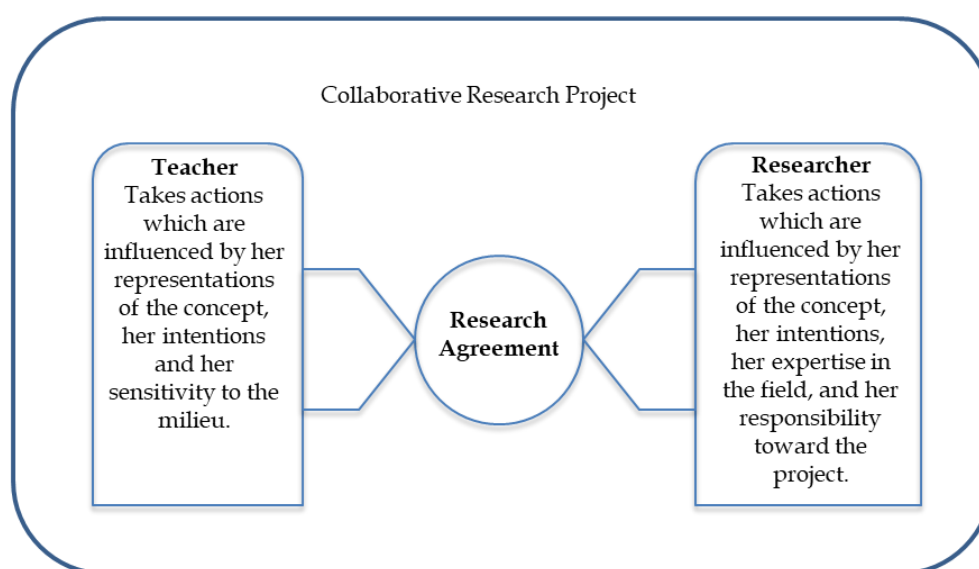 Collaborative Research Project
Teacher
Takes actions
which are
influenced by her
representations
of the concept,
her intentions
and her
sensitivity to the
milieu.
Research
Agreement
Researcher
Takes actions
which are
influenced by her
representations
of the concept,
her intentions,
her expertise in
the field, and her
responsibility
toward the
project.